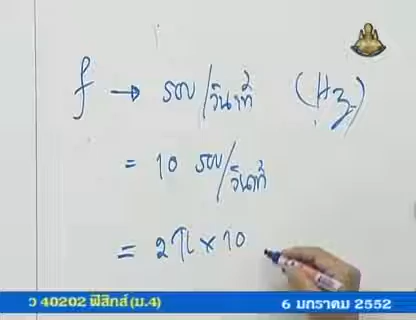 f → รอบ/วินาที (Hz)
= 10 รอบ/วินาที
= 2π × 10
ว 40202 ฟิสิกส์ (ม.4) 6 มกราคม 2552